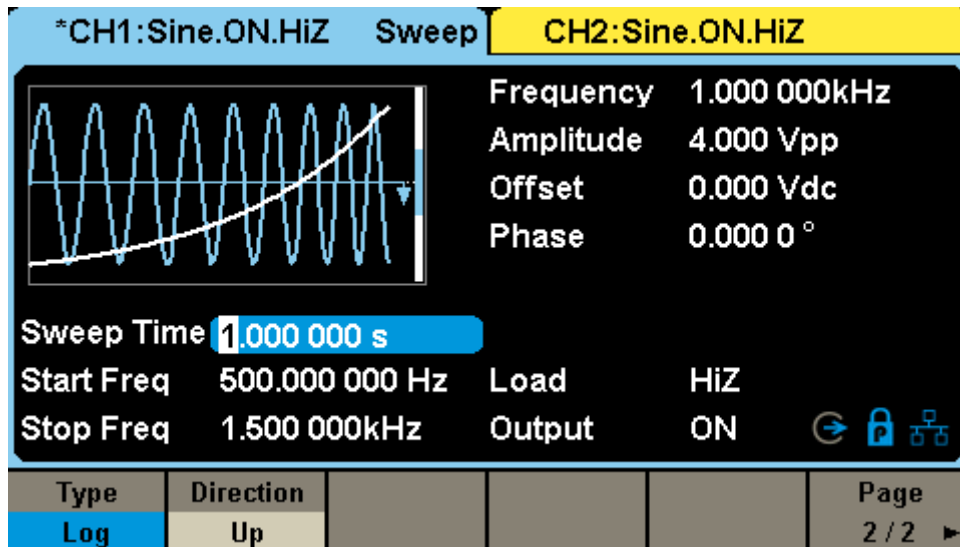 *CH1:Sine.ON.HiZ Sweep CH2:Sine.ON.HiZ
Frequency 1.000 000kHz
Amplitude 4.000 Vpp
Offset 0.000 Vdc
Phase 0.000 0 °
Sweep Time 1.000 000 s
Start Freq 500.000 000 Hz Load HiZ
Stop Freq 1.500 000kHz Output ON P
Type Direction Page
Log Up 2 / 2 ►